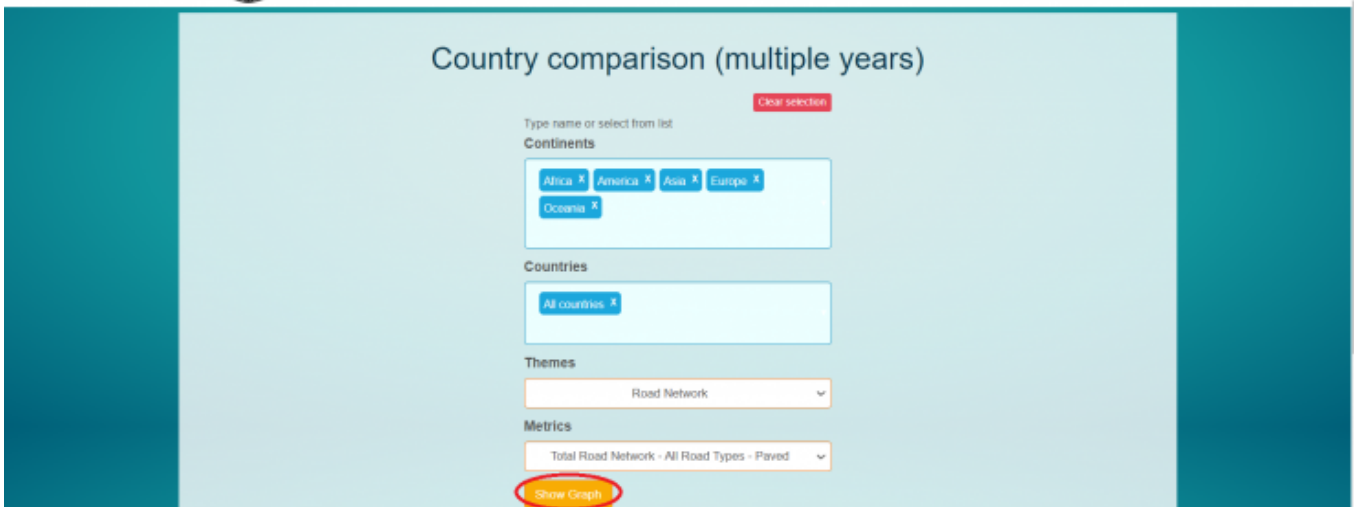 Country comparison (multiple years)
Clear selection
Type name or select from list
Continents
Africa x America x Asia x Europe x
Oceania x
Countries
All countries x
Themes
Road Network
Metrics
Total Road Network - All Road Types - Paved
Show Graph